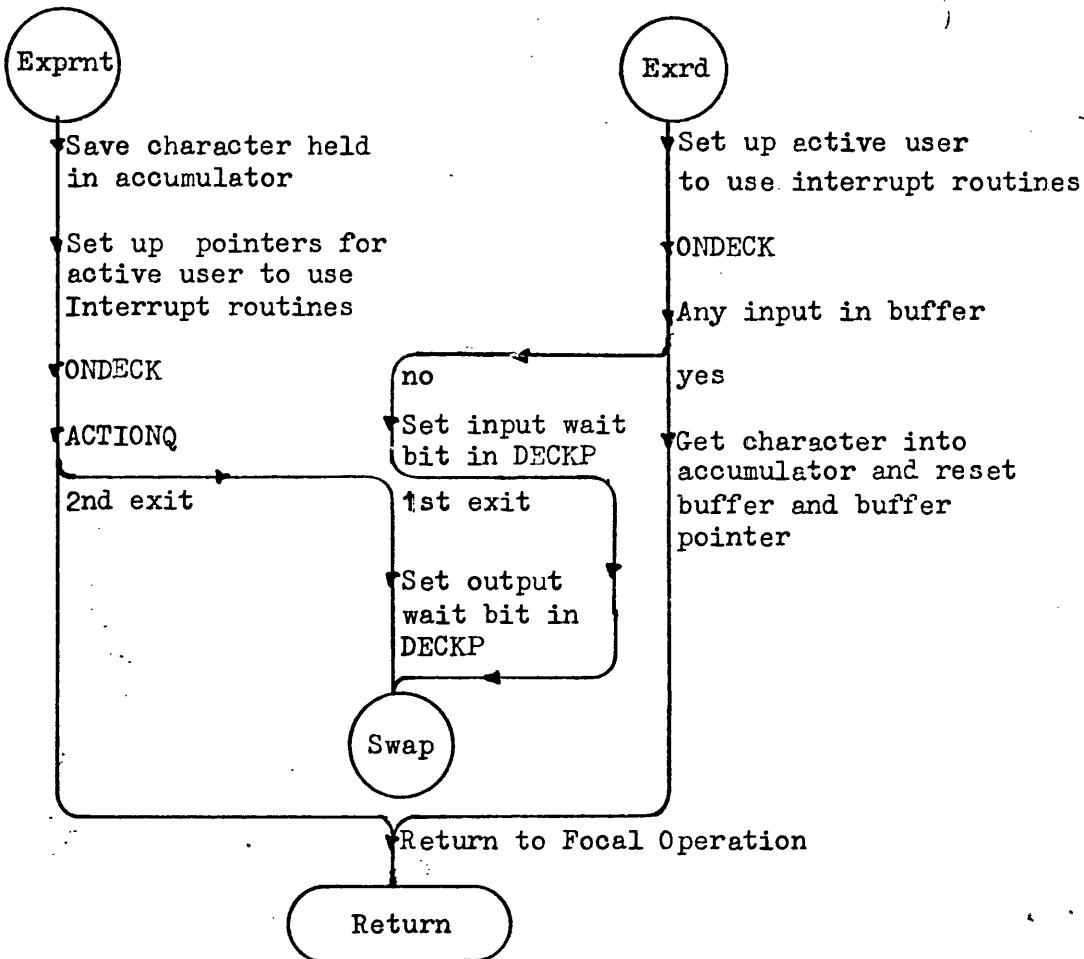 Exprnt
Save character held
in accumulator
Set up pointers for
active user to use
Interrupt routines
ONDECK
ACTIONQ
2nd exit
1st exit
Set output
wait bit in
DECKP
Swap
Exrd
Set up active user
to use interrupt routines
ONDECK
Any input in buffer
no
Set input wait
bit in DECKP
yes
Get character into
accumulator and reset
buffer and buffer
pointer
Return to Focal Operation
Return